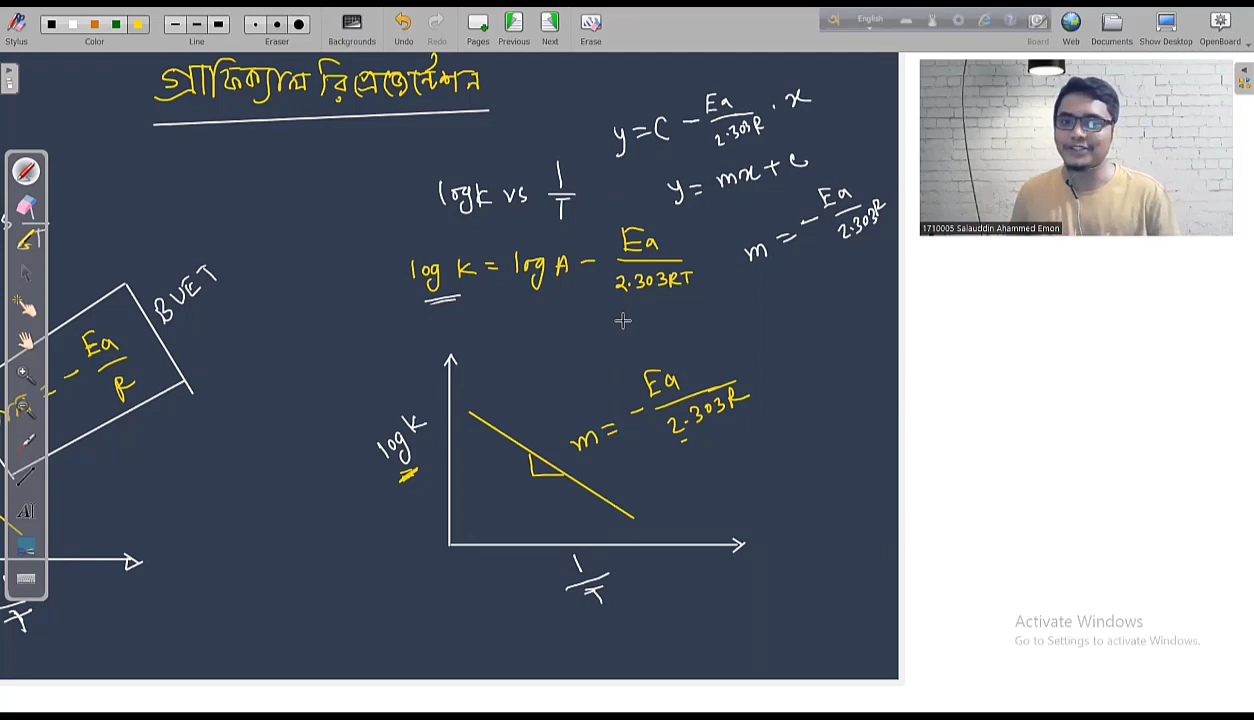 Stylus
Color
Line
Eraser
Backgrounds
Undo
Redo
Pages
Previous
Next
Erase
English
Board
Web
Documents
Show Desktop
OpenBoard
গ্রাফিক্যাল রিপ্রেজেন্টেশন
y = C - Ea/2.303R . x
y = mx + c
log K vs 1/T
m = - Ea/2.303R
log K = log A - Ea/2.303RT
BUET
- Ea/R
log K
m = - Ea/2.303R
1/T
1710005 Salauddin Ahammed Emon
Activate Windows
Go to Settings to activate Windows.